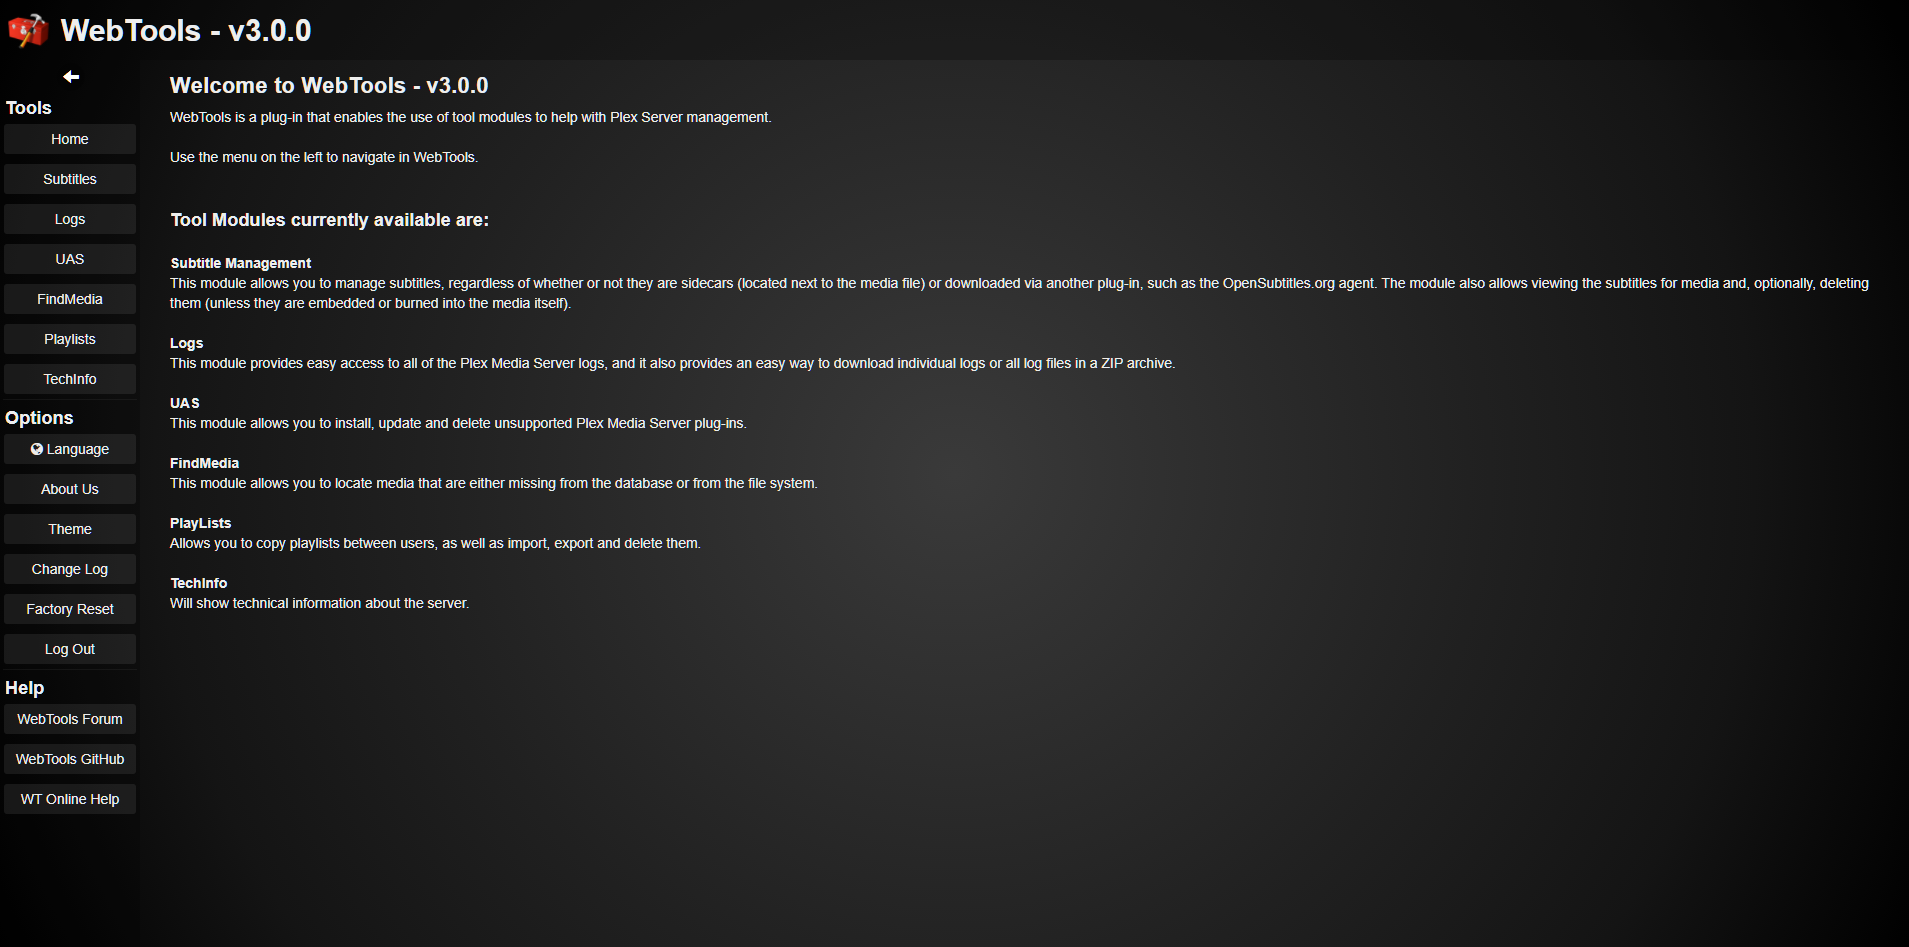 WebTools - v3.0.0
Tools
Home
Subtitles
Logs
UAS
FindMedia
Playlists
TechInfo
Options
Language
About Us
Theme
Change Log
Factory Reset
Log Out
Help
WebTools Forum
WebTools GitHub
WT Online Help
Welcome to WebTools - v3.0.0
WebTools is a plug-in that enables the use of tool modules to help with Plex Server management.
Use the menu on the left to navigate in WebTools.
Tool Modules currently available are:
Subtitle Management
This module allows you to manage subtitles, regardless of whether or not they are sidecars (located next to the media file) or downloaded via another plug-in, such as the OpenSubtitles.org agent. The module also allows viewing the subtitles for media and, optionally, deleting
them (unless they are embedded or burned into the media itself).
Logs
This module provides easy access to all of the Plex Media Server logs, and it also provides an easy way to download individual logs or all log files in a ZIP archive.
UAS
This module allows you to install, update and delete unsupported Plex Media Server plug-ins.
FindMedia
This module allows you to locate media that are either missing from the database or from the file system.
PlayLists
Allows you to copy playlists between users, as well as import, export and delete them.
TechInfo
Will show technical information about the server.